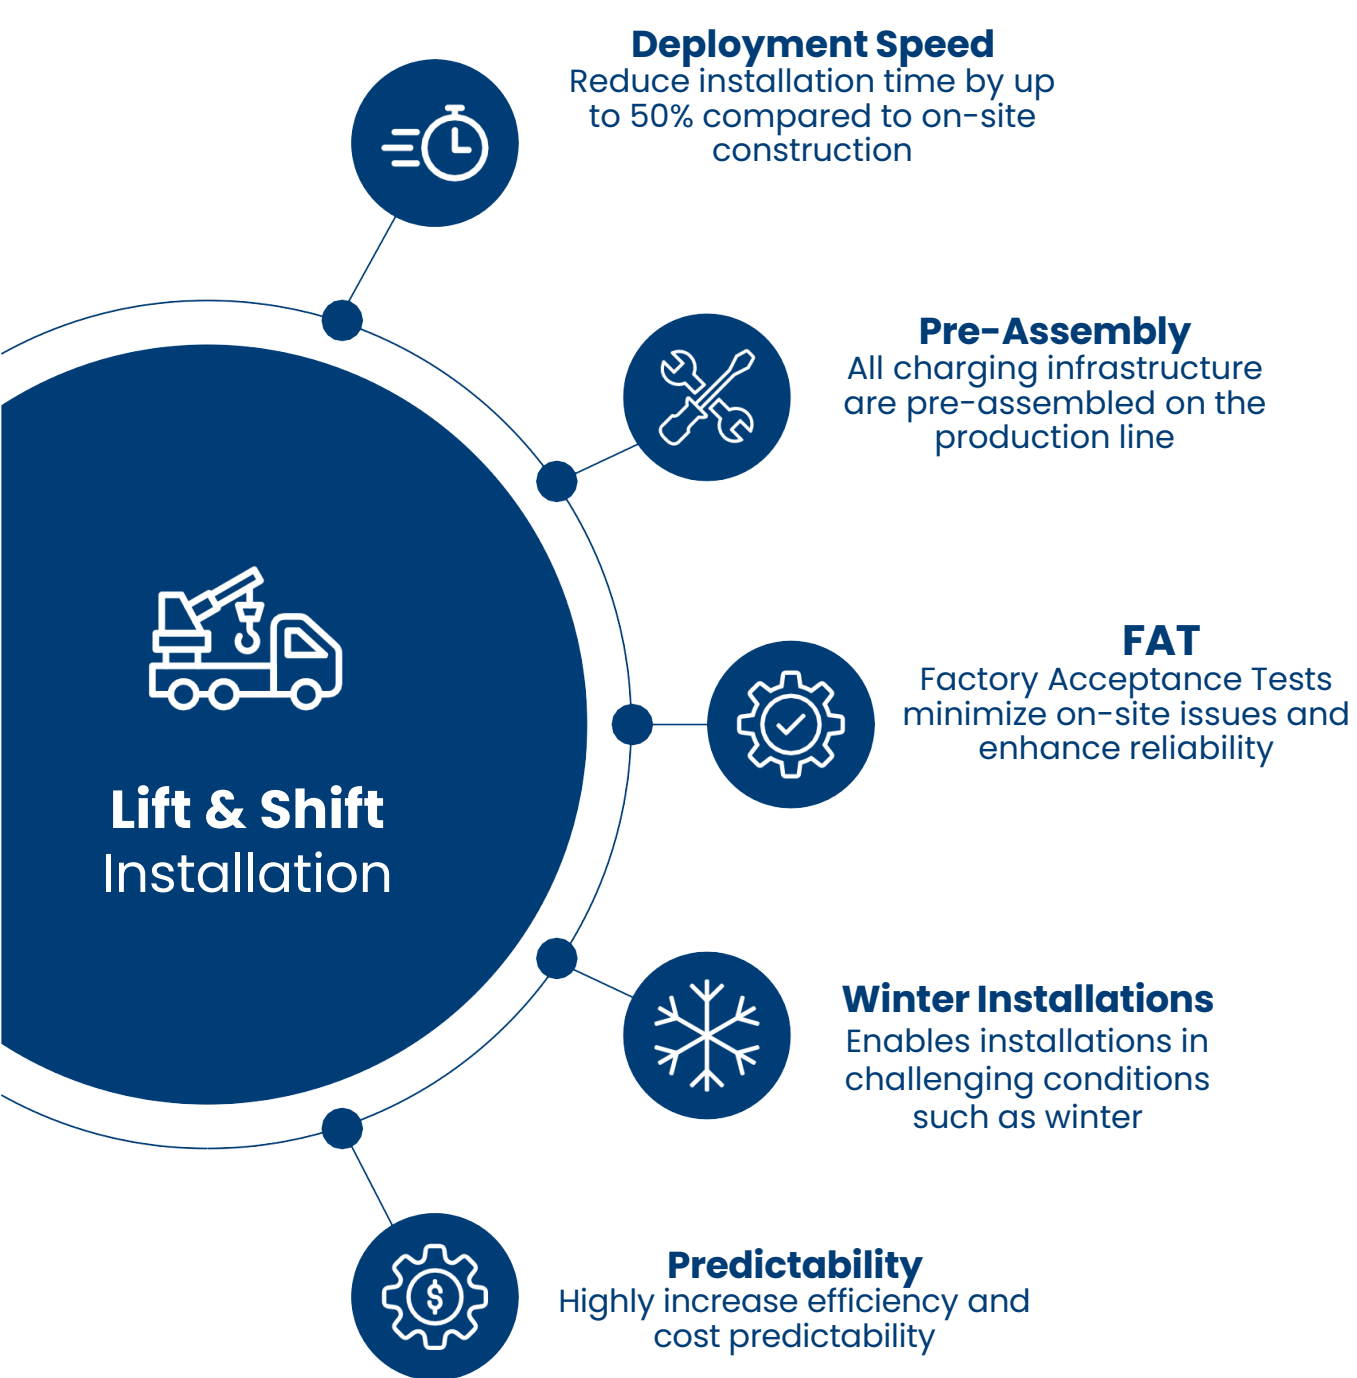 Deployment Speed
Reduce installation time by up
to 50% compared to on-site
construction
Pre-Assembly
All charging infrastructure
are pre-assembled on the
production line
FAT
Factory Acceptance Tests
minimize on-site issues and
enhance reliability
Lift & Shift
Installation
Winter Installations
Enables installations in
challenging conditions
such as winter
$
Predictability
Highly increase efficiency and
cost predictability